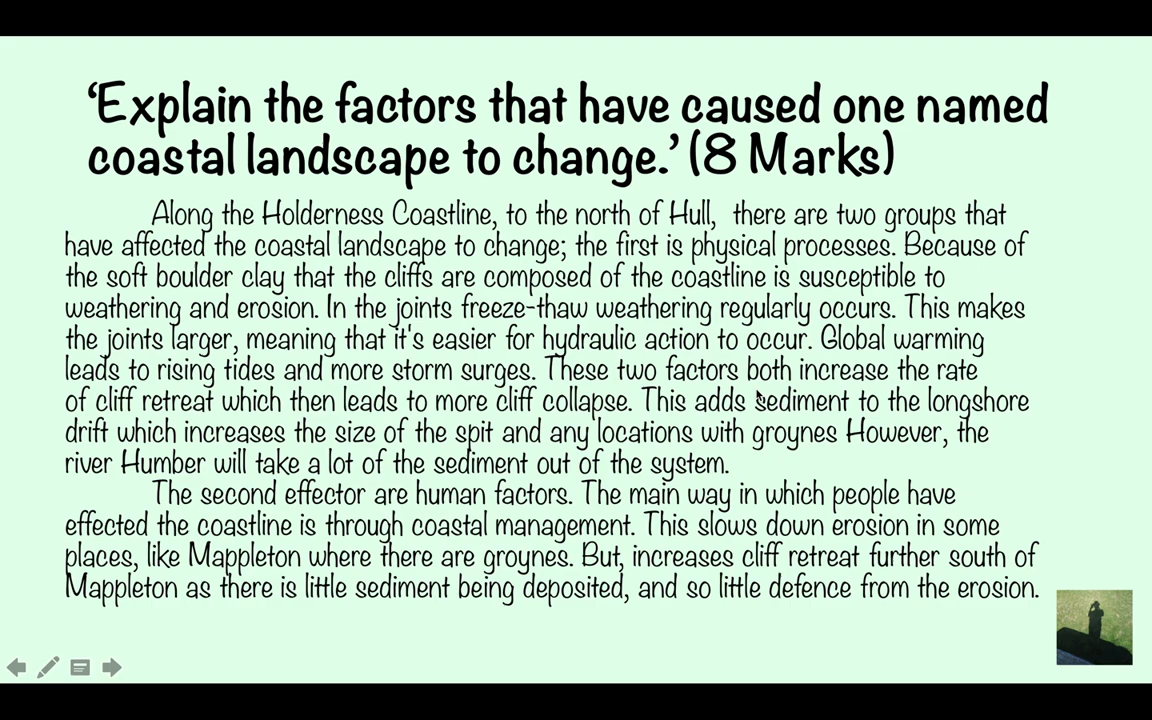 ‘Explain the factors that have caused one named
coastal landscape to change.’ (8 Marks)
Along the Holderness Coastline, to the north of Hull, there are two groups that
have affected the coastal landscape to change; the first is physical processes. Because of
the soft boulder clay that the cliffs are composed of the coastline is susceptible to
weathering and erosion. In the joints freeze-thaw weathering regularly occurs. This makes
the joints larger, meaning that it's easier for hydraulic action to occur. Global warming
leads to rising tides and more storm surges. These two factors both increase the rate
of cliff retreat which then leads to more cliff collapse. This adds sediment to the longshore
drift which increases the size of the spit and any locations with groynes However, the
river Humber will take a lot of the sediment out of the system.
The second effector are human factors. The main way in which people have
effected the coastline is through coastal management. This slows down erosion in some
places, like Mappleton where there are groynes. But, increases cliff retreat further south of
Mappleton as there is little sediment being deposited, and so little defence from the erosion.